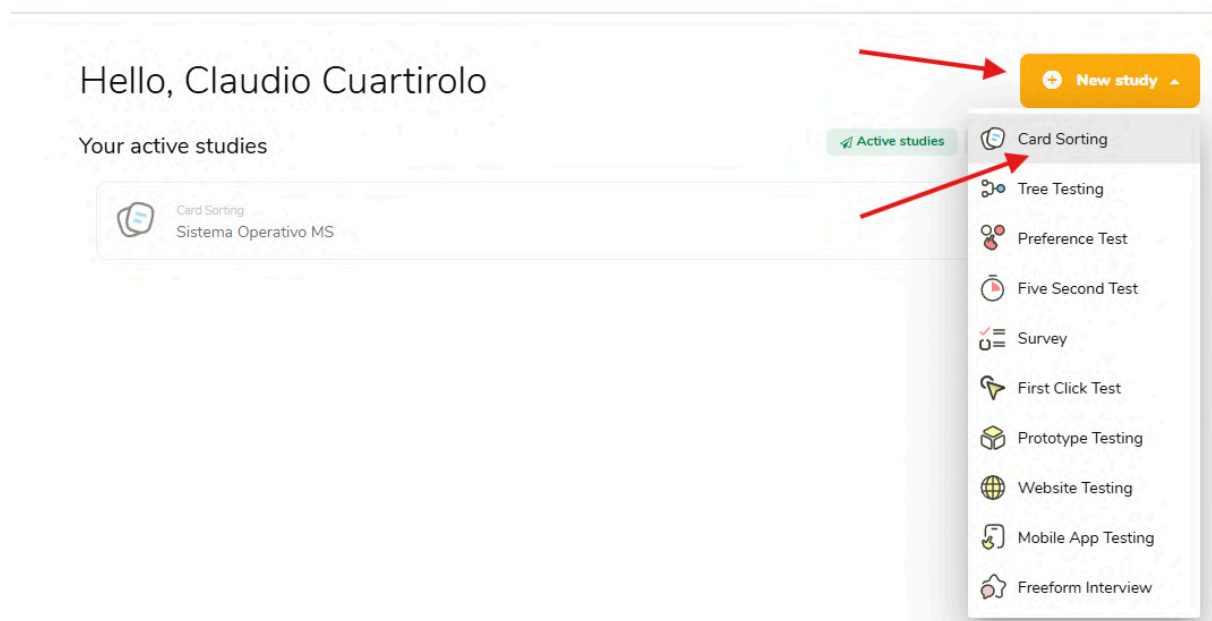 Hello, Claudio Cuartirolo
New study
Your active studies
Active studies
Card Sorting
Sistema Operativo MS
Card Sorting
Tree Testing
Preference Test
Five Second Test
Survey
First Click Test
Prototype Testing
Website Testing
Mobile App Testing
Freeform Interview